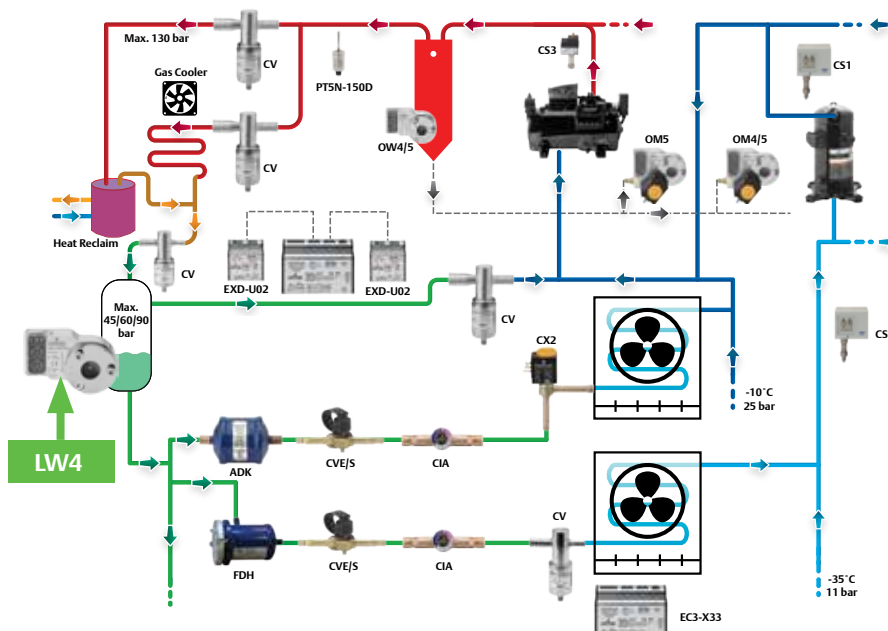 Max. 130 bar
CV
PT5N-150D
CS3
CS1
Gas Cooler
CV
OW4/5
OM5
OM4/5
Heat Reclaim
CV
EXD-U02
EXD-U02
CV
Max.
45/60/90
bar
CX2
CS
-10°C
25 bar
LW4
ADK
CVE/S
CIA
CV
FDH
CVE/S
CIA
-35°C
11 bar
EC3-X33